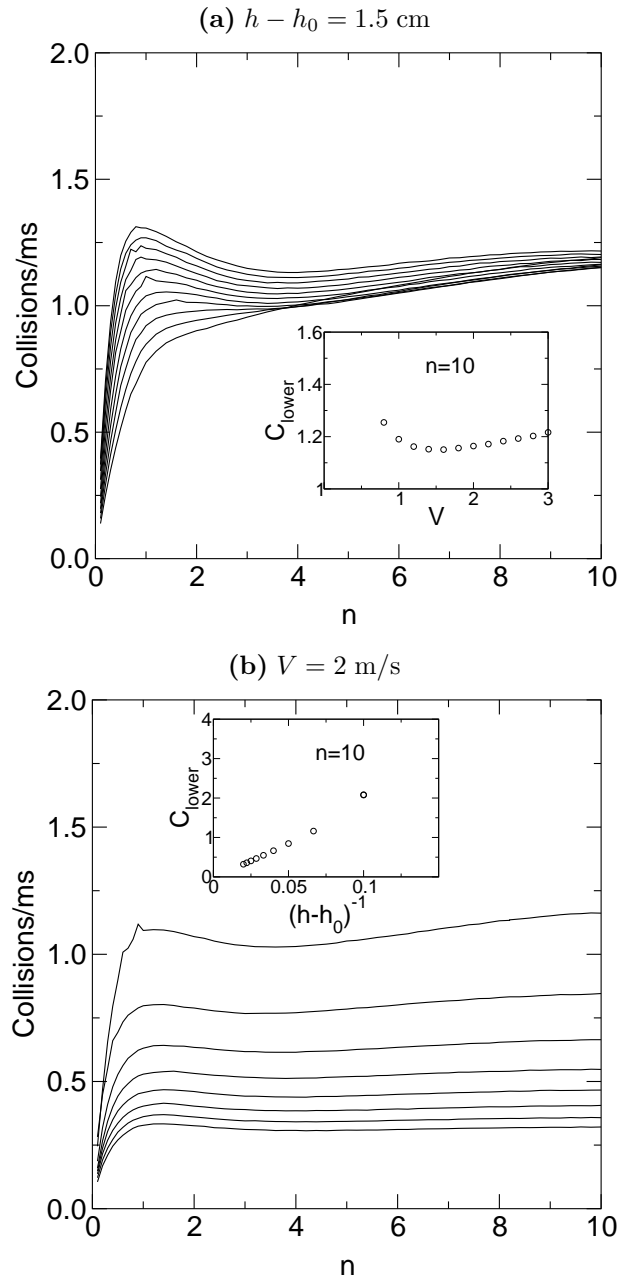 (a) h − h₀ = 1.5 cm
2.0
1.5
1.0
0.5
0.0
Collisions/ms
0 2 4 6 8 10
n
1.6
1.4
1.2
1
C_lower
n=10
1 2 3
V
(b) V = 2 m/s
2.0
1.5
1.0
0.5
0.0
Collisions/ms
0 2 4 6 8 10
n
4
3
2
1
0
C_lower
n=10
0 0.05 0.1
(h-h₀)⁻¹